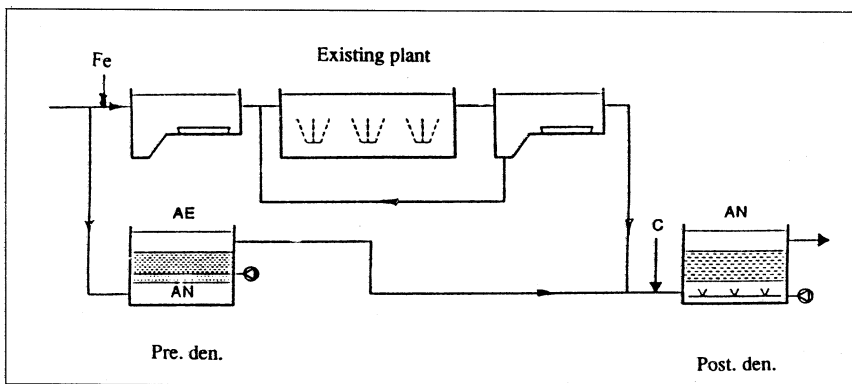 Fe
Existing plant
AE
AN
C
AN
Pre. den.
Post. den.